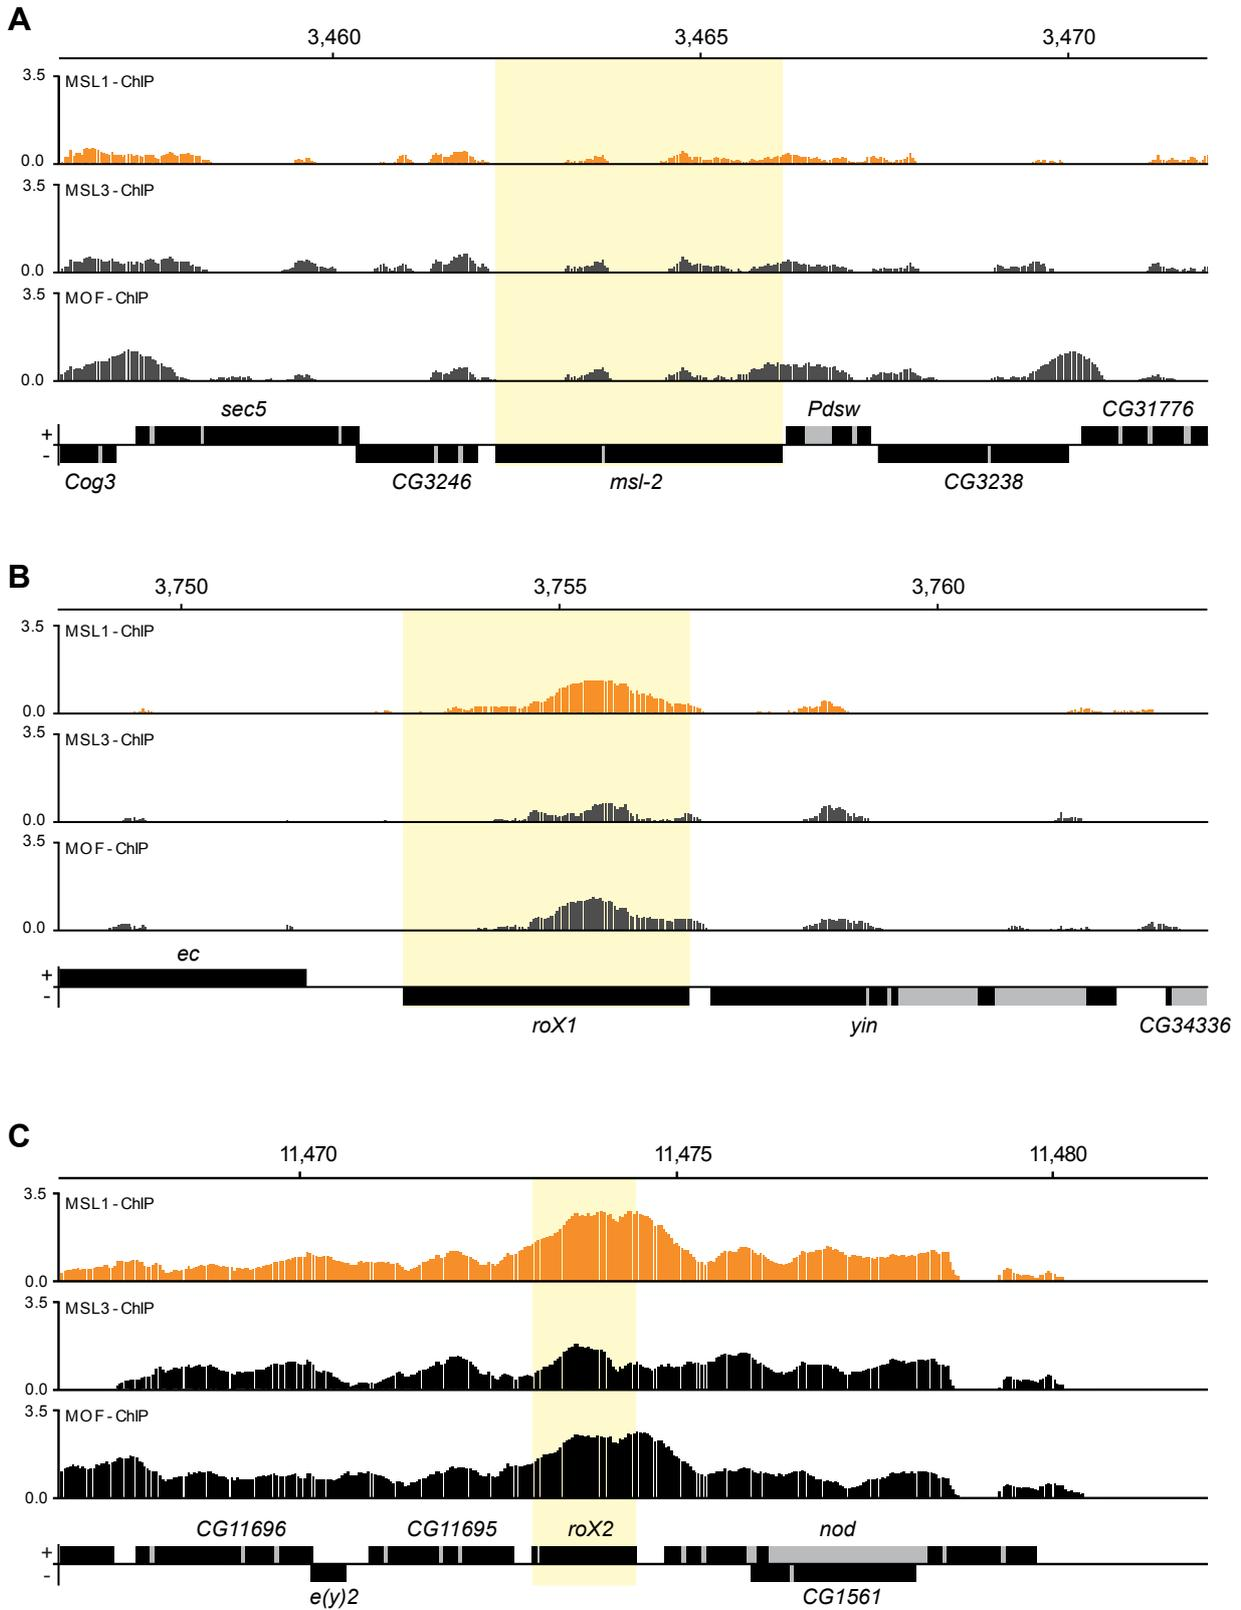 A
3,460 3,465 3,470
3.5 MSL1-ChIP
0.0
3.5 MSL3-ChIP
0.0
3.5 MOF-ChIP
0.0
sec5 Pdsw CG31776
+
-
Cog3 CG3246 msl-2 CG3238
B
3,750 3,755 3,760
3.5 MSL1-ChIP
0.0
3.5 MSL3-ChIP
0.0
3.5 MOF-ChIP
0.0
ec
+
-
roX1 yin CG34336
C
11,470 11,475 11,480
3.5 MSL1-ChIP
0.0
3.5 MSL3-ChIP
0.0
3.5 MOF-ChIP
0.0
CG11696 CG11695 roX2 nod
+
-
e(y)2 CG1561